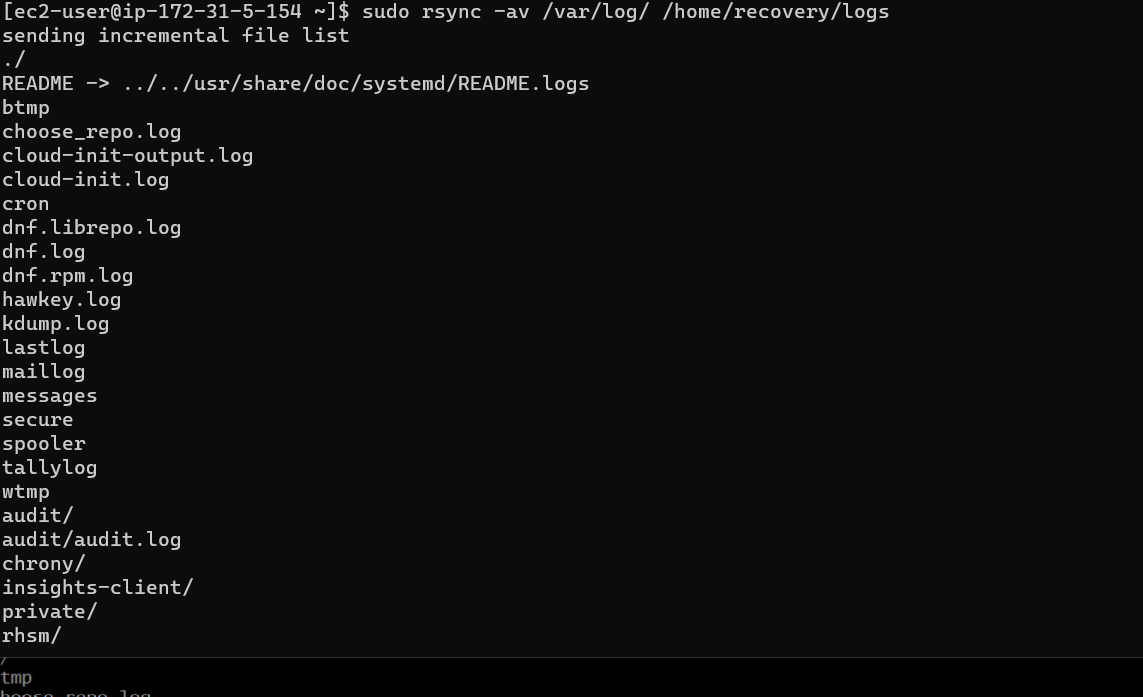 [ec2-user@ip-172-31-5-154 ~]$ sudo rsync -av /var/log/ /home/recovery/logs
sending incremental file list
./
README -> ../../usr/share/doc/systemd/README.logs
btmp
choose_repo.log
cloud-init-output.log
cloud-init.log
cron
dnf.librepo.log
dnf.log
dnf.rpm.log
hawkey.log
kdump.log
lastlog
maillog
messages
secure
spooler
tallylog
wtmp
audit/
audit/audit.log
chrony/
insights-client/
private/
rhsm/
/
tmp
hoose_repo.log